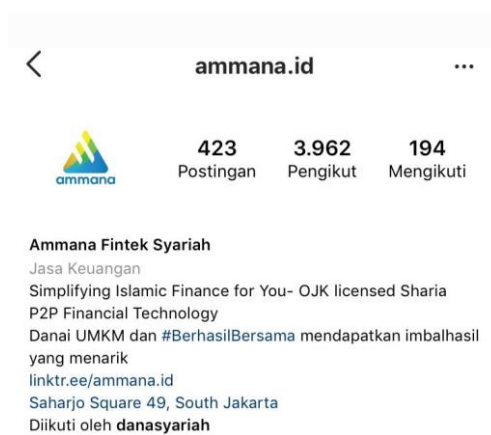 ammana.id
423 3.962 194
Postingan Pengikut Mengikuti
ammana
Ammana Fintek Syariah
Jasa Keuangan
Simplifying Islamic Finance for You- OJK licensed Sharia
P2P Financial Technology
Danai UMKM dan #BerhasilBersama mendapatkan imbalhasil
yang menarik
linktr.ee/ammana.id
Saharjo Square 49, South Jakarta
Diikuti oleh danasyariah